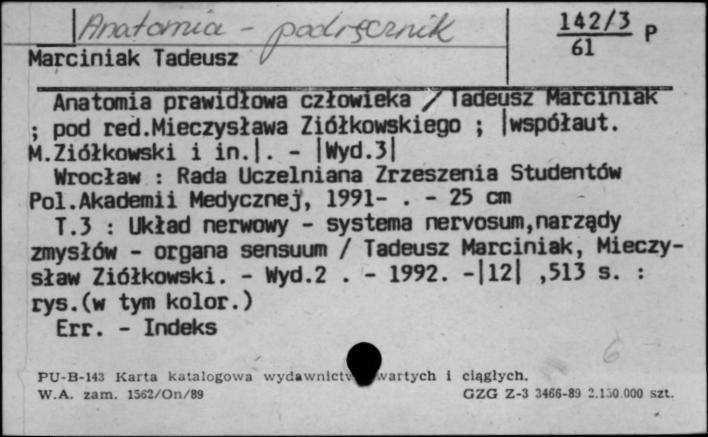 Anatomia - podręcznik
142/3 P
61
Marciniak Tadeusz
Anatomia prawidłowa człowieka / Tadeusz Marciniak
; pod red.Mieczysława Ziółkowskiego ; |współaut.
M.Ziółkowski i in.|. - |Wyd.3|
Wrocław : Rada Uczelniana Zrzeszenia Studentów
Pol.Akademii Medycznej, 1991- . - 25 cm
T.3 : Układ nerwowy - systema nervosum,narządy
zmysłów - organa sensuum / Tadeusz Marciniak, Mieczy-
sław Ziółkowski. - Wyd.2 . - 1992. -|12| ,513 s. :
rys.(w tym kolor.)
Err. - Indeks
6
PU-B-143 Karta katalogowa wydawnictw wartych i ciągłych.
W.A. zam. 1562/On/89 GZG Z-3 3466-89 2.150.000 szt.